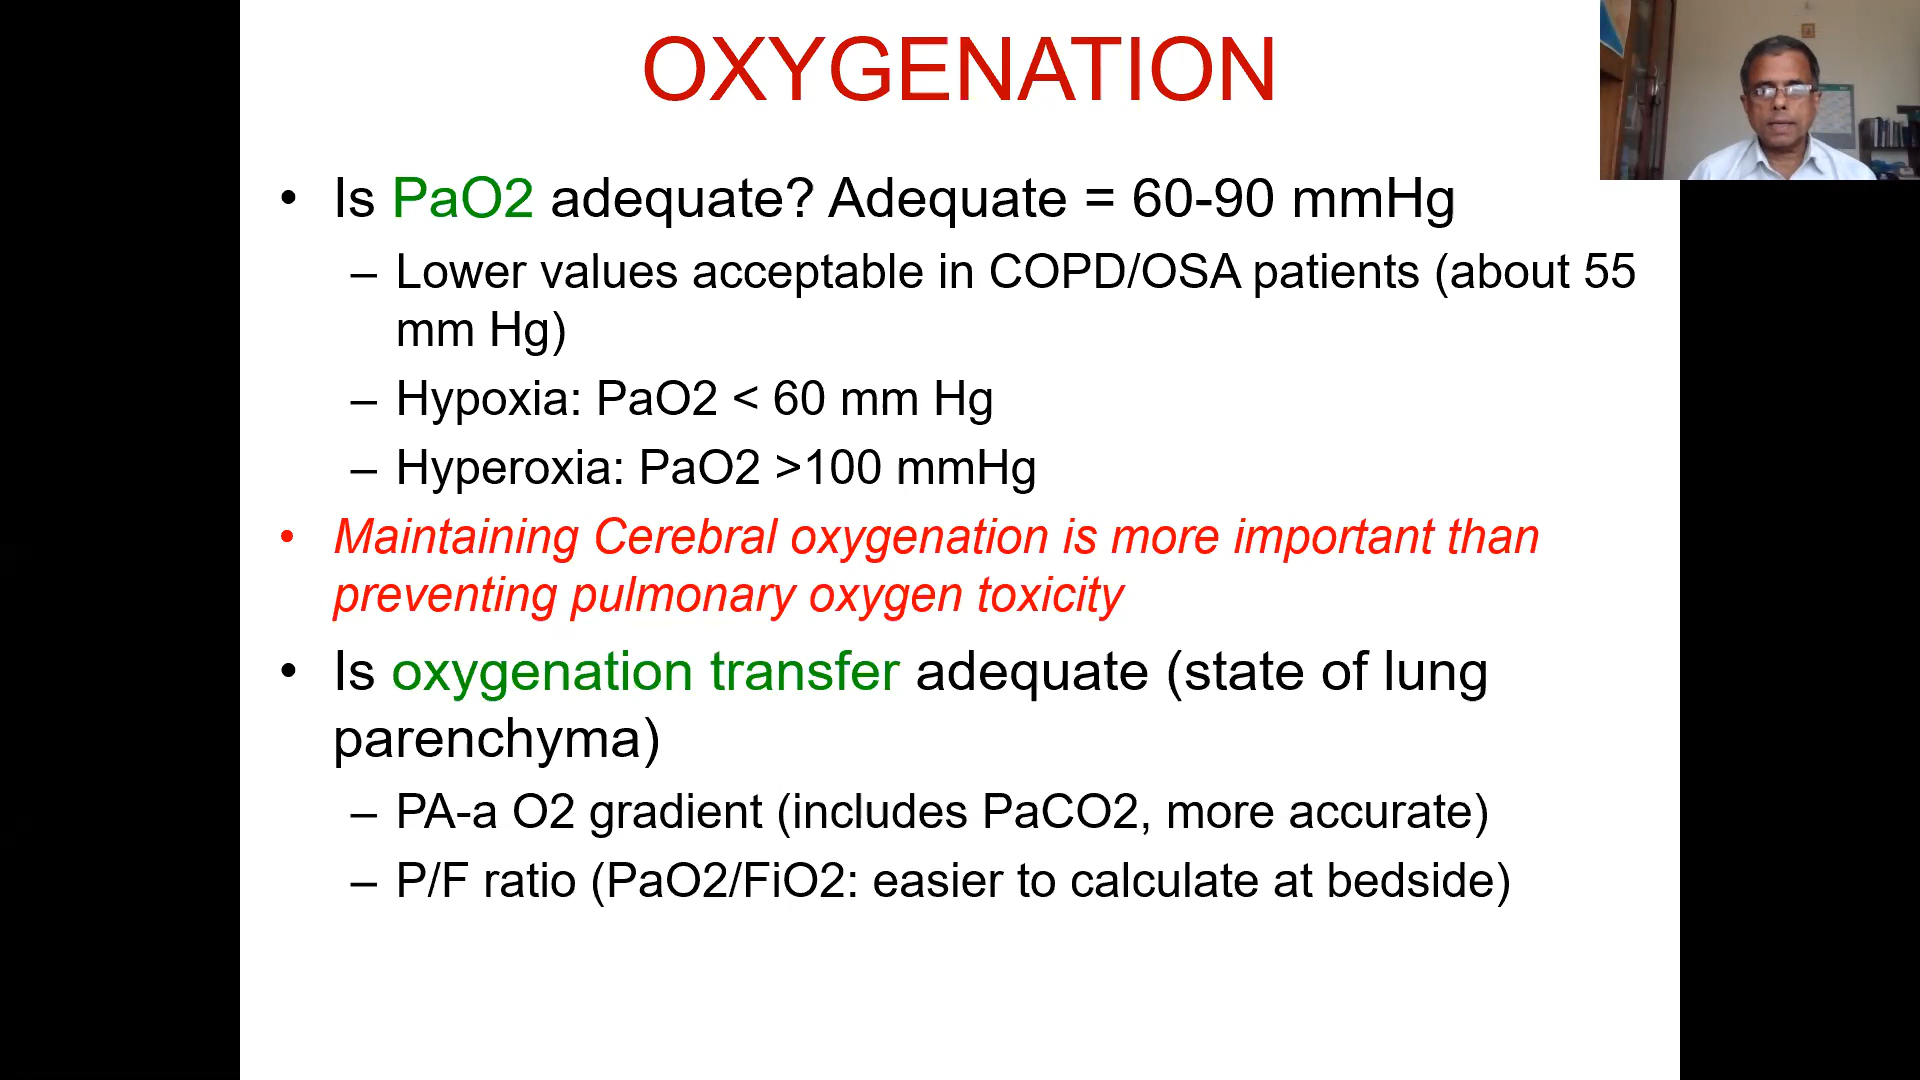 OXYGENATION
• Is PaO2 adequate? Adequate = 60-90 mmHg
– Lower values acceptable in COPD/OSA patients (about 55
mm Hg)
– Hypoxia: PaO2 < 60 mm Hg
– Hyperoxia: PaO2 >100 mmHg
• Maintaining Cerebral oxygenation is more important than
preventing pulmonary oxygen toxicity
• Is oxygenation transfer adequate (state of lung
parenchyma)
– PA-a O2 gradient (includes PaCO2, more accurate)
– P/F ratio (PaO2/FiO2: easier to calculate at bedside)